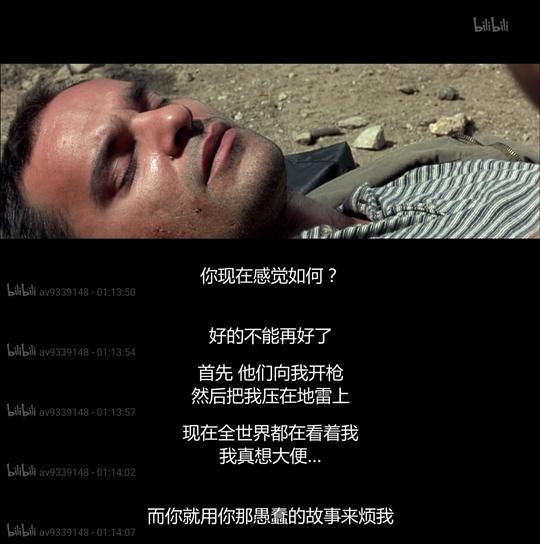 bilibili
你现在感觉如何？
bilibili av9339148 - 01:13:50
好的不能再好了
bilibili av9339148 - 01:13:54
首先 他们向我开枪
然后把我压在地雷上
bilibili av9339148 - 01:13:57
现在全世界都在看着我
我真想大便...
bilibili av9339148 - 01:14:02
而你就用你那愚蠢的故事来烦我
bilibili av9339148 - 01:14:07